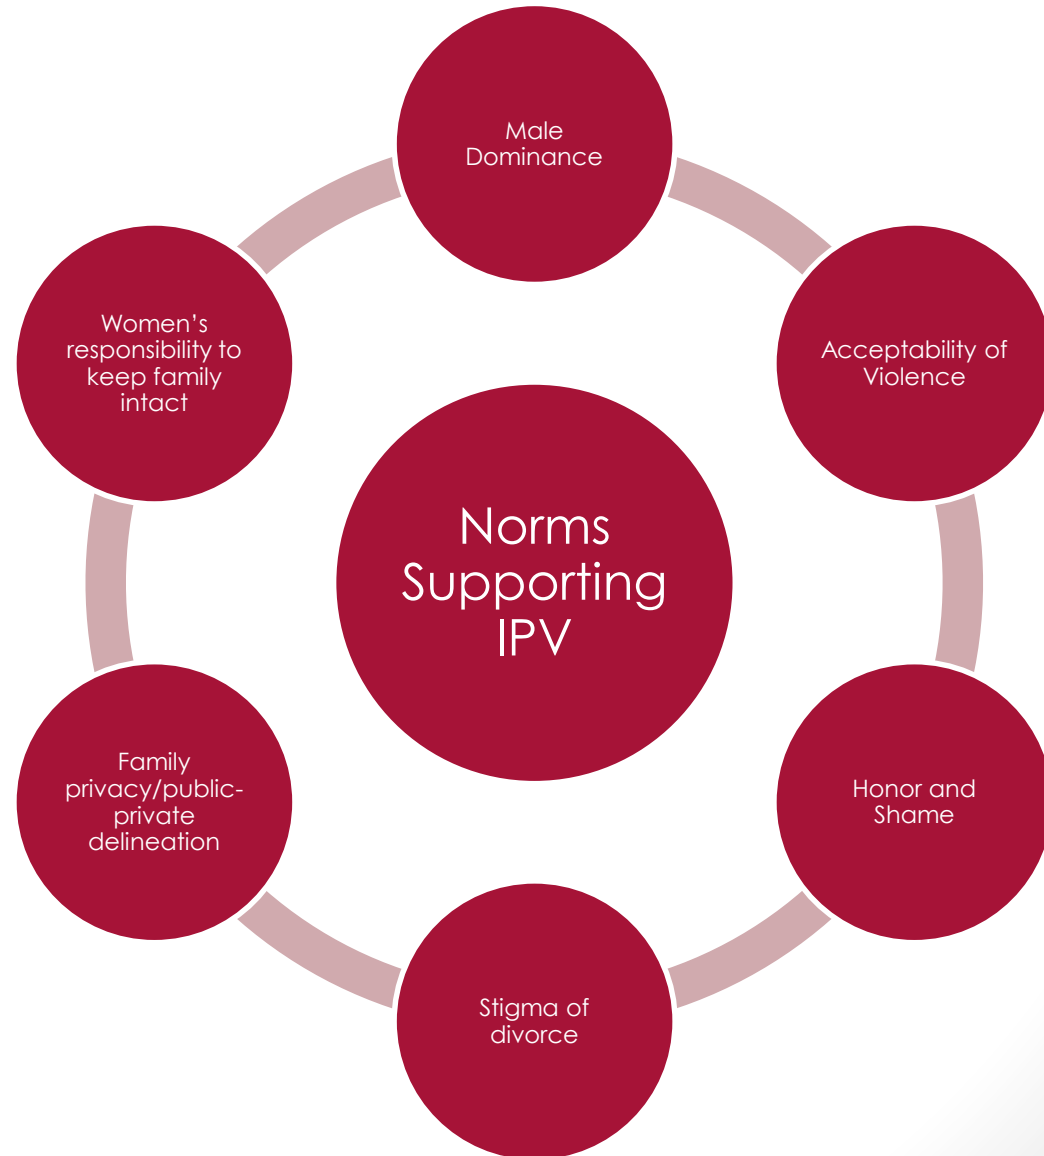 Male
Dominance
Acceptability of
Violence
Honor and
Shame
Stigma of
divorce
Family
privacy/public-
private
delineation
Women’s
responsibility to
keep family
intact
Norms
Supporting
IPV